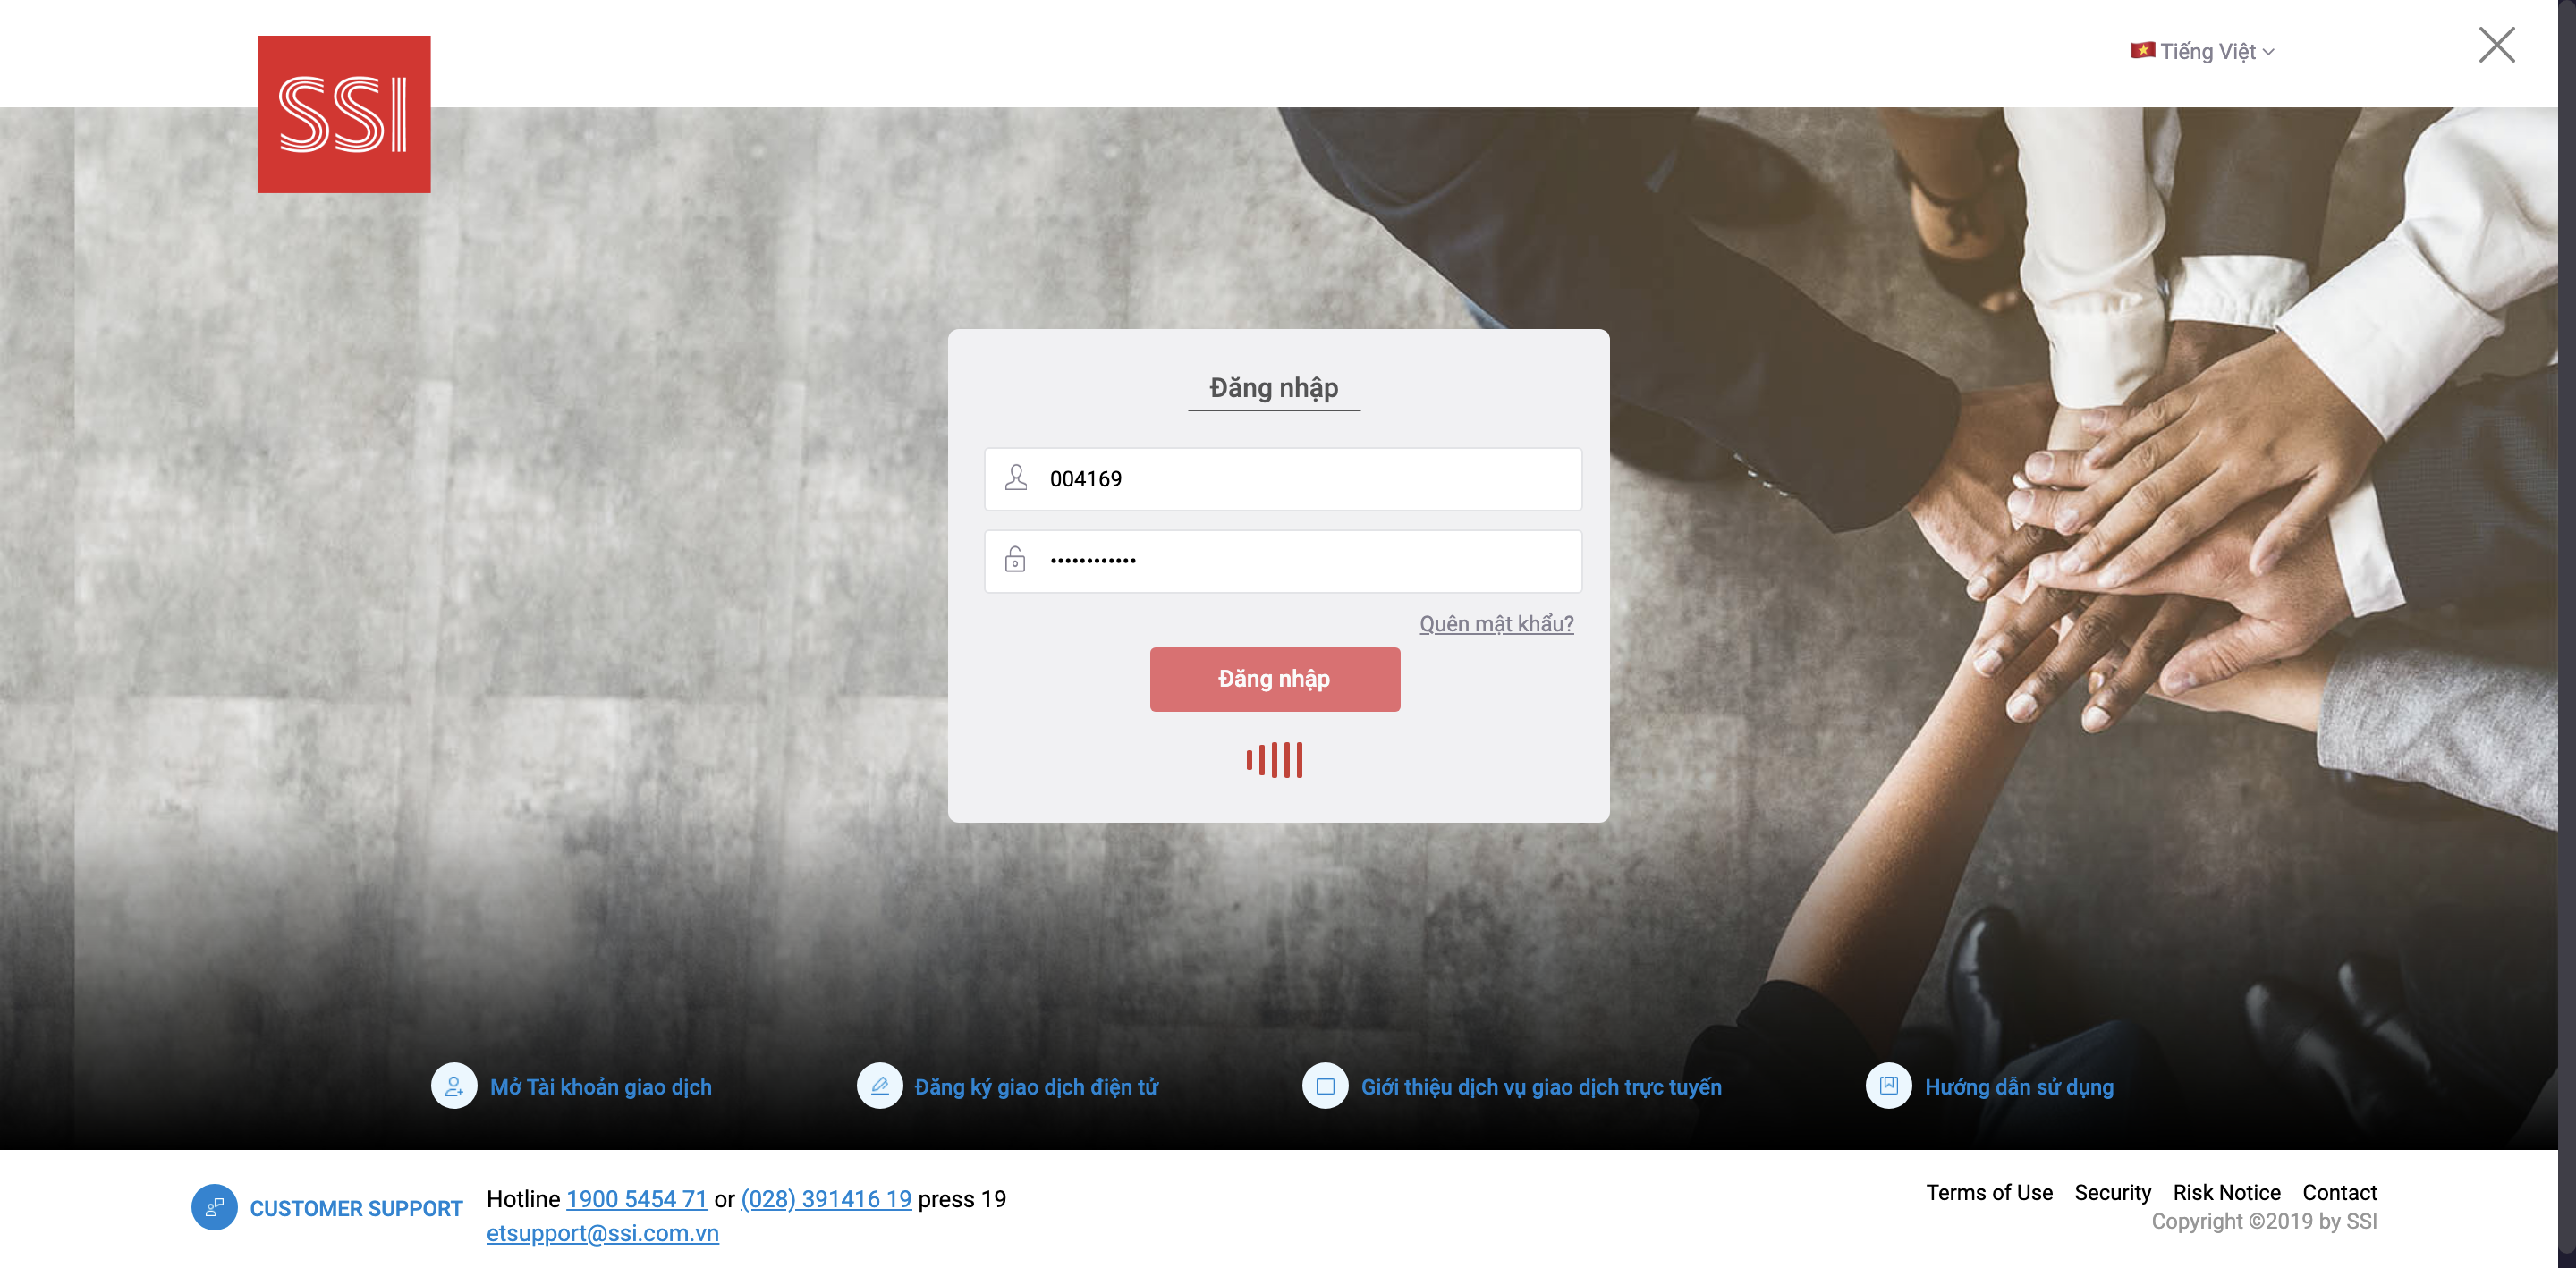 SSI
Tiếng Việt
Đăng nhập
004169
••••••••••••
Quên mật khẩu?
Đăng nhập
Mở Tài khoản giao dịch
Đăng ký giao dịch điện tử
Giới thiệu dịch vụ giao dịch trực tuyến
Hướng dẫn sử dụng
CUSTOMER SUPPORT
Hotline 1900 5454 71 or (028) 391416 19 press 19
etsupport@ssi.com.vn
Terms of Use Security Risk Notice Contact
Copyright ©2019 by SSI